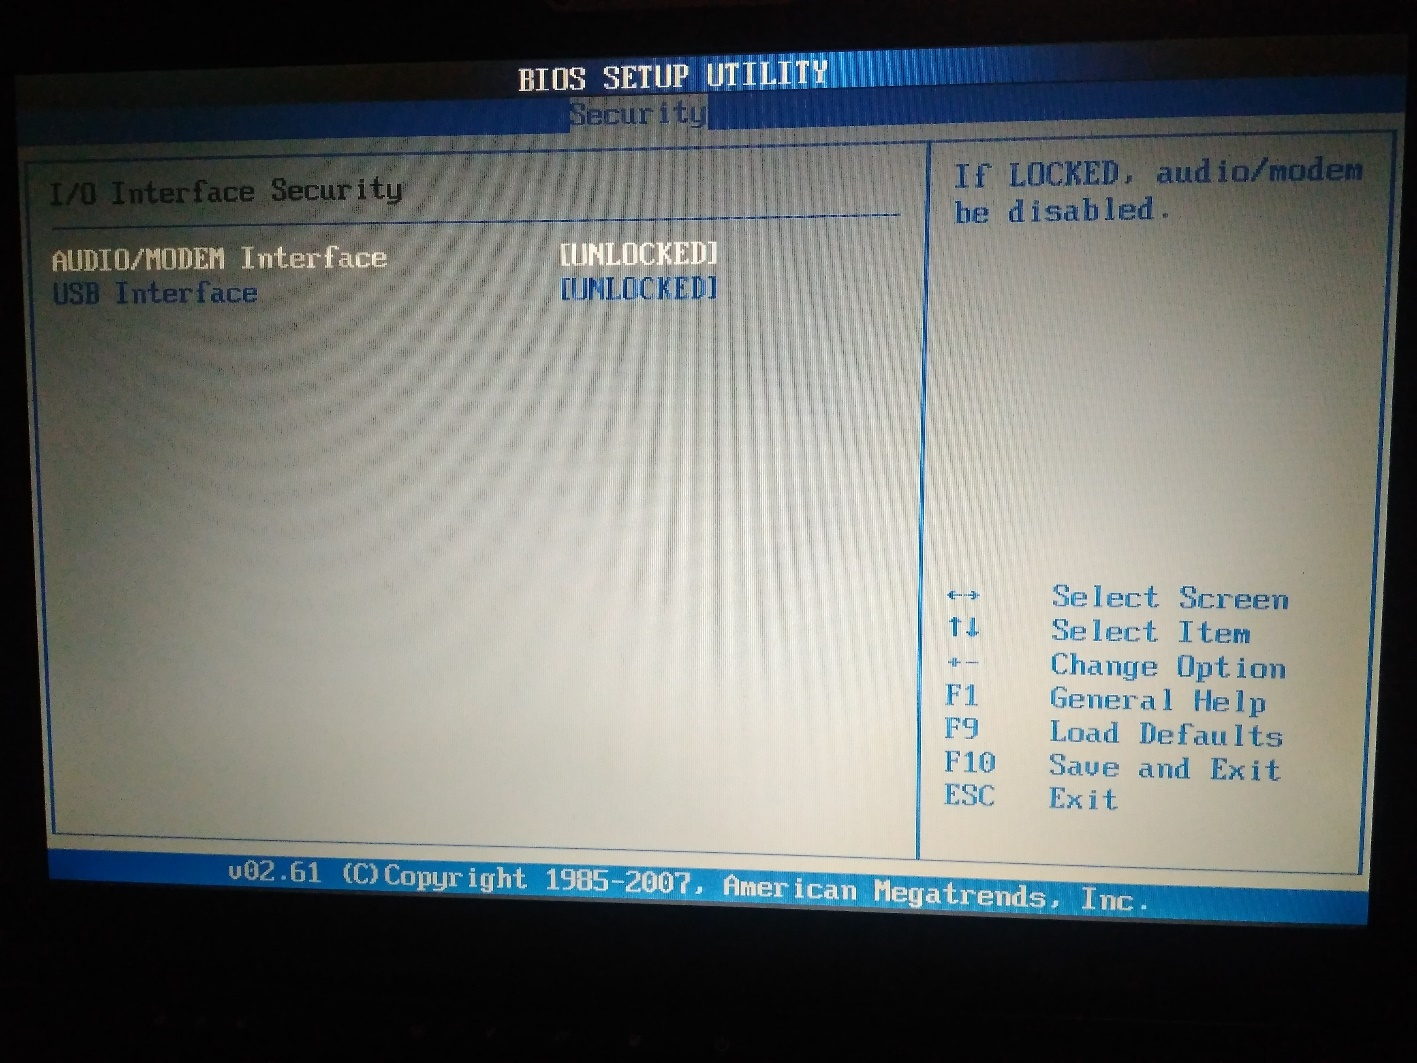 BIOS SETUP UTILITY
Security
I/O Interface Security
AUDIO/MODEM Interface [UNLOCKED]
USB Interface [UNLOCKED]
If LOCKED, audio/modem
be disabled.
←→ Select Screen
↑↓ Select Item
+- Change Option
F1 General Help
F9 Load Defaults
F10 Save and Exit
ESC Exit
v02.61 (C)Copyright 1985-2007, American Megatrends, Inc.